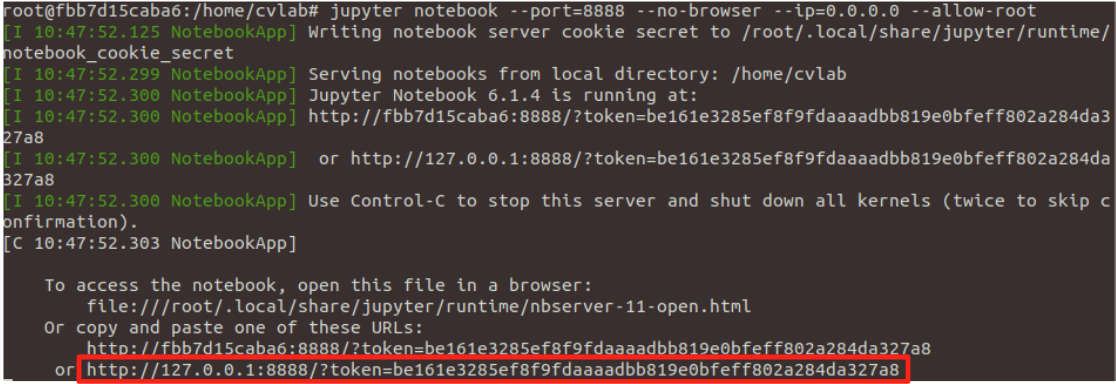 root@fbb7d15caba6:/home/cvlab# jupyter notebook --port=8888 --no-browser --ip=0.0.0.0 --allow-root
[I 10:47:52.125 NotebookApp] Writing notebook server cookie secret to /root/.local/share/jupyter/runtime/
notebook_cookie_secret
[I 10:47:52.299 NotebookApp] Serving notebooks from local directory: /home/cvlab
[I 10:47:52.300 NotebookApp] Jupyter Notebook 6.1.4 is running at:
[I 10:47:52.300 NotebookApp] http://fbb7d15caba6:8888/?token=be161e3285ef8f9fdaaaadbb819e0bfeff802a284da3
27a8
[I 10:47:52.300 NotebookApp]  or http://127.0.0.1:8888/?token=be161e3285ef8f9fdaaaadbb819e0bfeff802a284da
327a8
[I 10:47:52.300 NotebookApp] Use Control-C to stop this server and shut down all kernels (twice to skip c
onfirmation).
[C 10:47:52.303 NotebookApp]
To access the notebook, open this file in a browser:
file:///root/.local/share/jupyter/runtime/nbserver-11-open.html
Or copy and paste one of these URLs:
http://fbb7d15caba6:8888/?token=be161e3285ef8f9fdaaaadbb819e0bfeff802a284da327a8
or http://127.0.0.1:8888/?token=be161e3285ef8f9fdaaaadbb819e0bfeff802a284da327a8